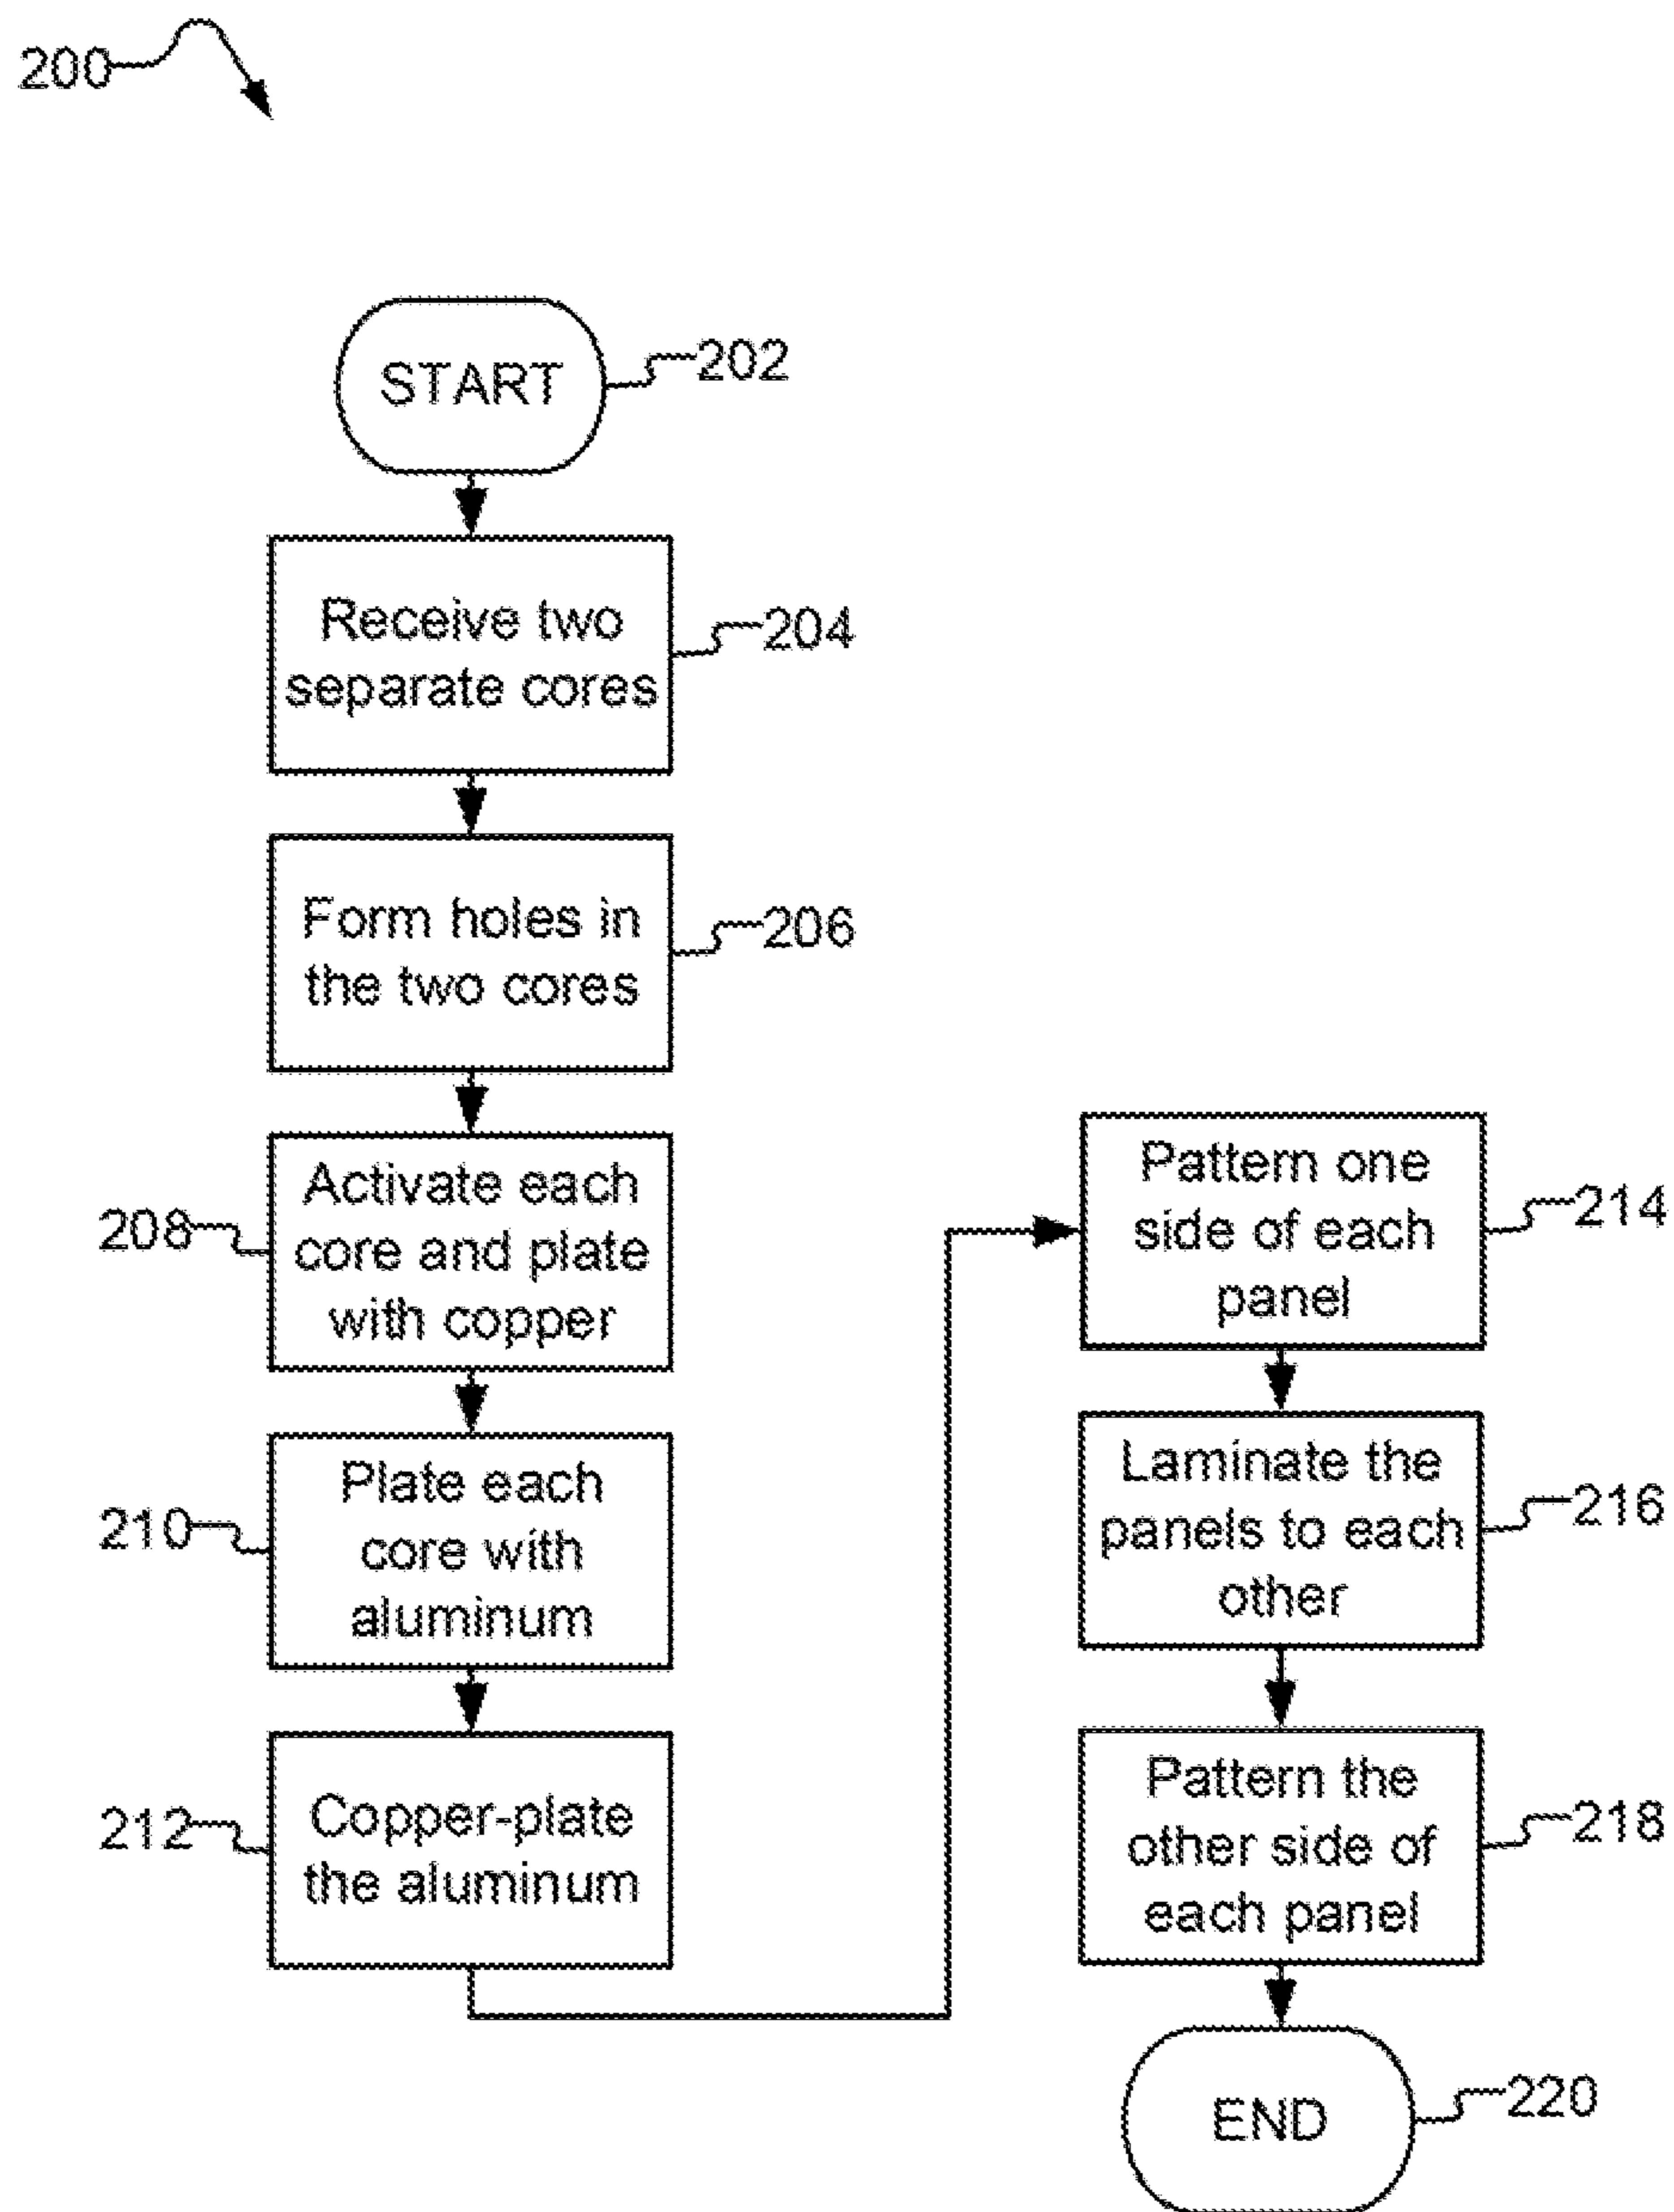 200
START
202
Receive two
separate cores
204
Form holes in
the two cores
206
Activate each
core and plate
with copper
208
Plate each
core with
aluminum
210
Copper-plate
the aluminum
212
Pattern one
side of each
panel
214
Laminate the
panels to each
other
216
Pattern the
other side of
each panel
218
END
220